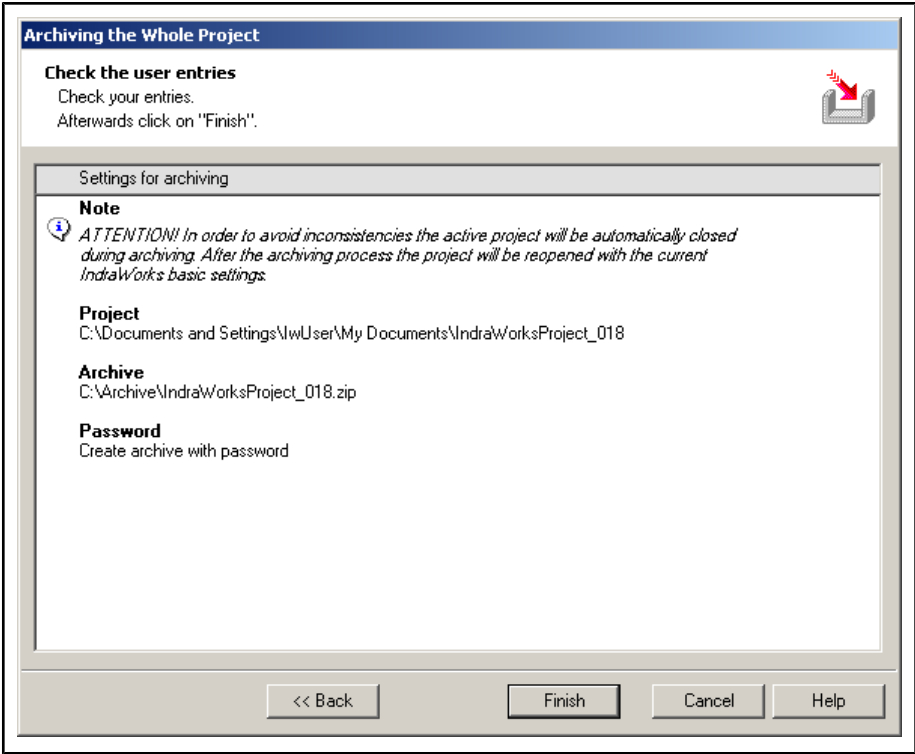 Archiving the Whole Project
Check the user entries
Check your entries.
Afterwards click on "Finish".
Settings for archiving
Note
ATTENTION! In order to avoid inconsistencies the active project will be automatically closed
during archiving. After the archiving process the project will be reopened with the current
IndraWorks basic settings.
Project
C:\Documents and Settings\IwUser\My Documents\IndraWorksProject_018
Archive
C:\Archive\IndraWorksProject_018.zip
Password
Create archive with password
<< Back
Finish
Cancel
Help